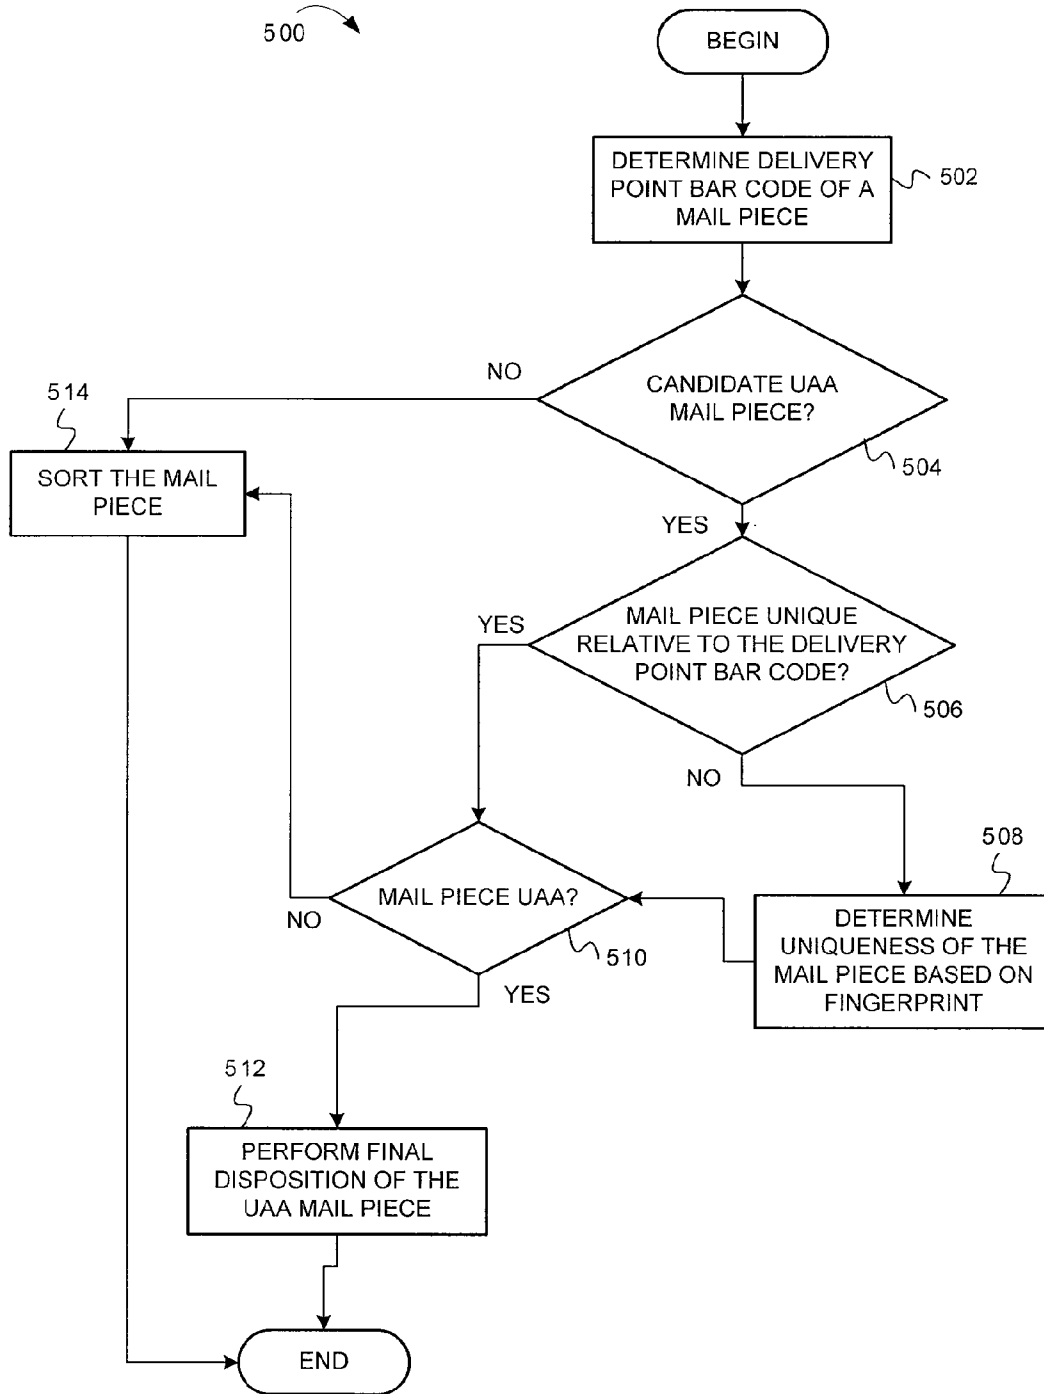 500
BEGIN
DETERMINE DELIVERY
POINT BAR CODE OF A
MAIL PIECE
502
NO
CANDIDATE UAA
MAIL PIECE?
504
514
SORT THE MAIL
PIECE
YES
YES
MAIL PIECE UNIQUE
RELATIVE TO THE DELIVERY
POINT BAR CODE?
506
NO
508
MAIL PIECE UAA?
NO
510
YES
DETERMINE
UNIQUENESS OF THE
MAIL PIECE BASED ON
FINGERPRINT
512
PERFORM FINAL
DISPOSITION OF THE
UAA MAIL PIECE
END